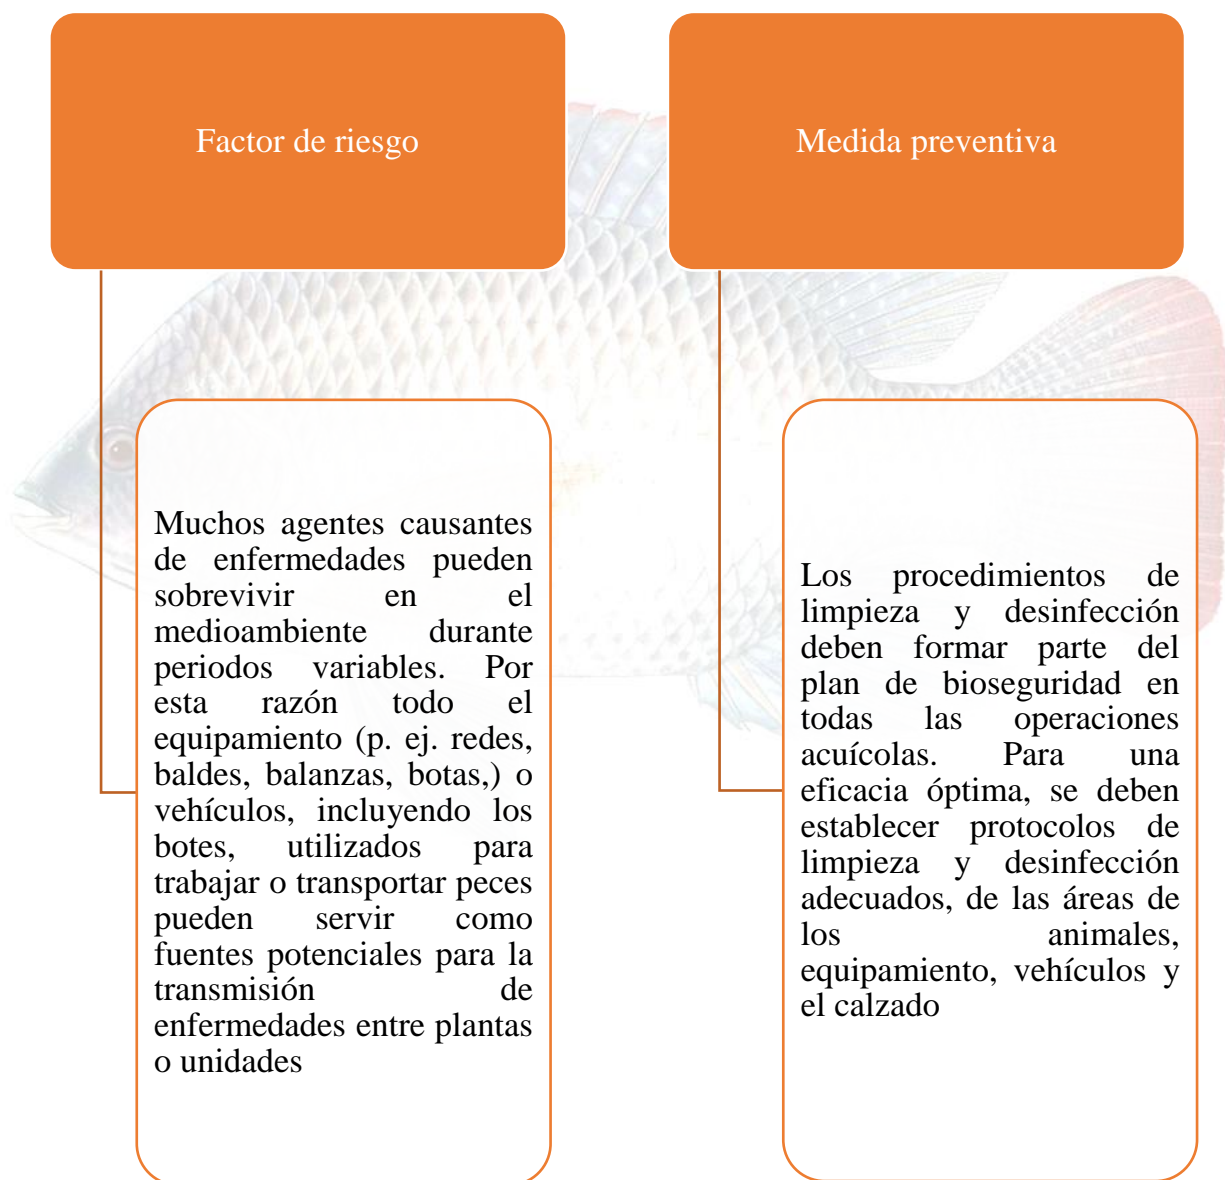 Factor de riesgo
Medida preventiva
Muchos agentes causantes
de enfermedades pueden
sobrevivir en el
medioambiente durante
periodos variables. Por
esta razón todo el
equipamiento (p. ej. redes,
baldes, balanzas, botas,) o
vehículos, incluyendo los
botes, utilizados para
trabajar o transportar peces
pueden servir como
fuentes potenciales para la
transmisión de
enfermedades entre plantas
o unidades
Los procedimientos de
limpieza y desinfección
deben formar parte del
plan de bioseguridad en
todas las operaciones
acuícolas. Para una
eficacia óptima, se deben
establecer protocolos de
limpieza y desinfección
adecuados, de las áreas de
los animales,
equipamiento, vehículos y
el calzado